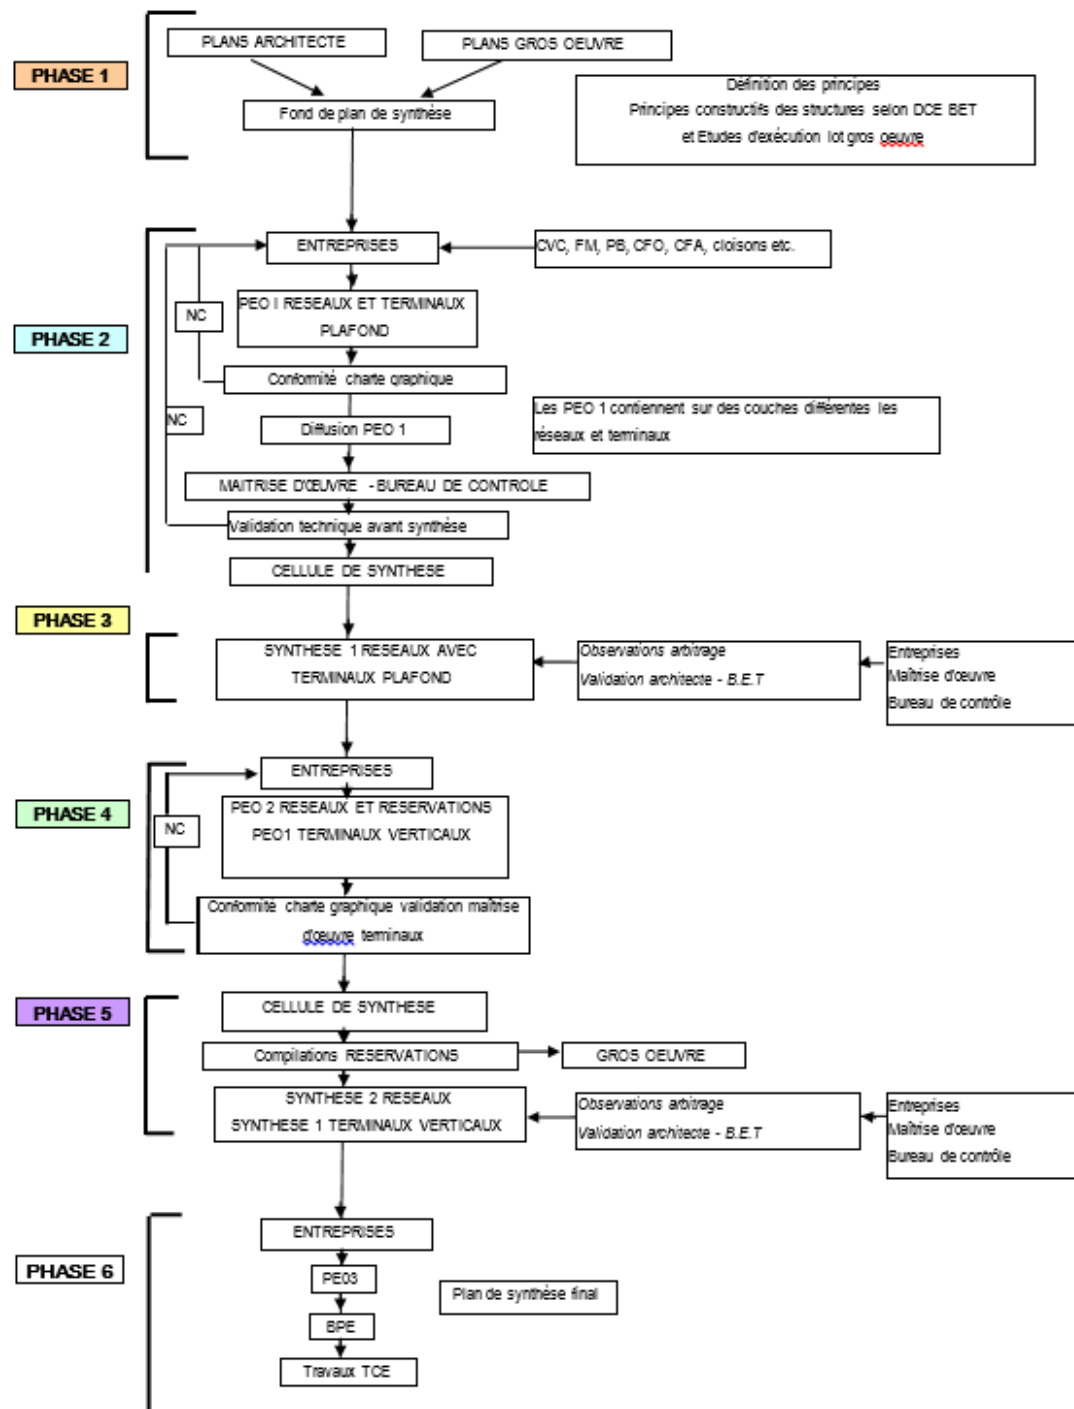 PLANS ARCHITECTE
PLANS GROS OEUVRE
PHASE 1
Définition des principes
Principes constructifs des structures selon DCE BET
et Etudes d'exécution lot gros oeuvre
Fond de plan de synthèse
ENTREPRISES
CVC, FM, PB, CFO, CFA, cloisons etc.
PEO I RESEAUX ET TERMINAUX
PLAFOND
NC
PHASE 2
Conformité charte graphique
NC
Diffusion PEO 1
Les PEO 1 contiennent sur des couches différentes les
réseaux et terminaux
MAITRISE D'ŒUVRE - BUREAU DE CONTROLE
Validation technique avant synthèse
CELLULE DE SYNTHESE
PHASE 3
SYNTHESE 1 RESEAUX AVEC
TERMINAUX PLAFOND
Observations arbitrage
Validation architecte - B.E.T
Entreprises
Maîtrise d'œuvre
Bureau de contrôle
ENTREPRISES
PHASE 4
PEO 2 RESEAUX ET RESERVATIONS
PEO1 TERMINAUX VERTICAUX
NC
Conformité charte graphique validation maîtrise
d'œuvre terminaux
PHASE 5
CELLULE DE SYNTHESE
Compilations RESERVATIONS
GROS OEUVRE
SYNTHESE 2 RESEAUX
SYNTHESE 1 TERMINAUX VERTICAUX
Observations arbitrage
Validation architecte - B.E.T
Entreprises
Maîtrise d'œuvre
Bureau de contrôle
ENTREPRISES
PHASE 6
PE03
Plan de synthèse final
BPE
Travaux TCE